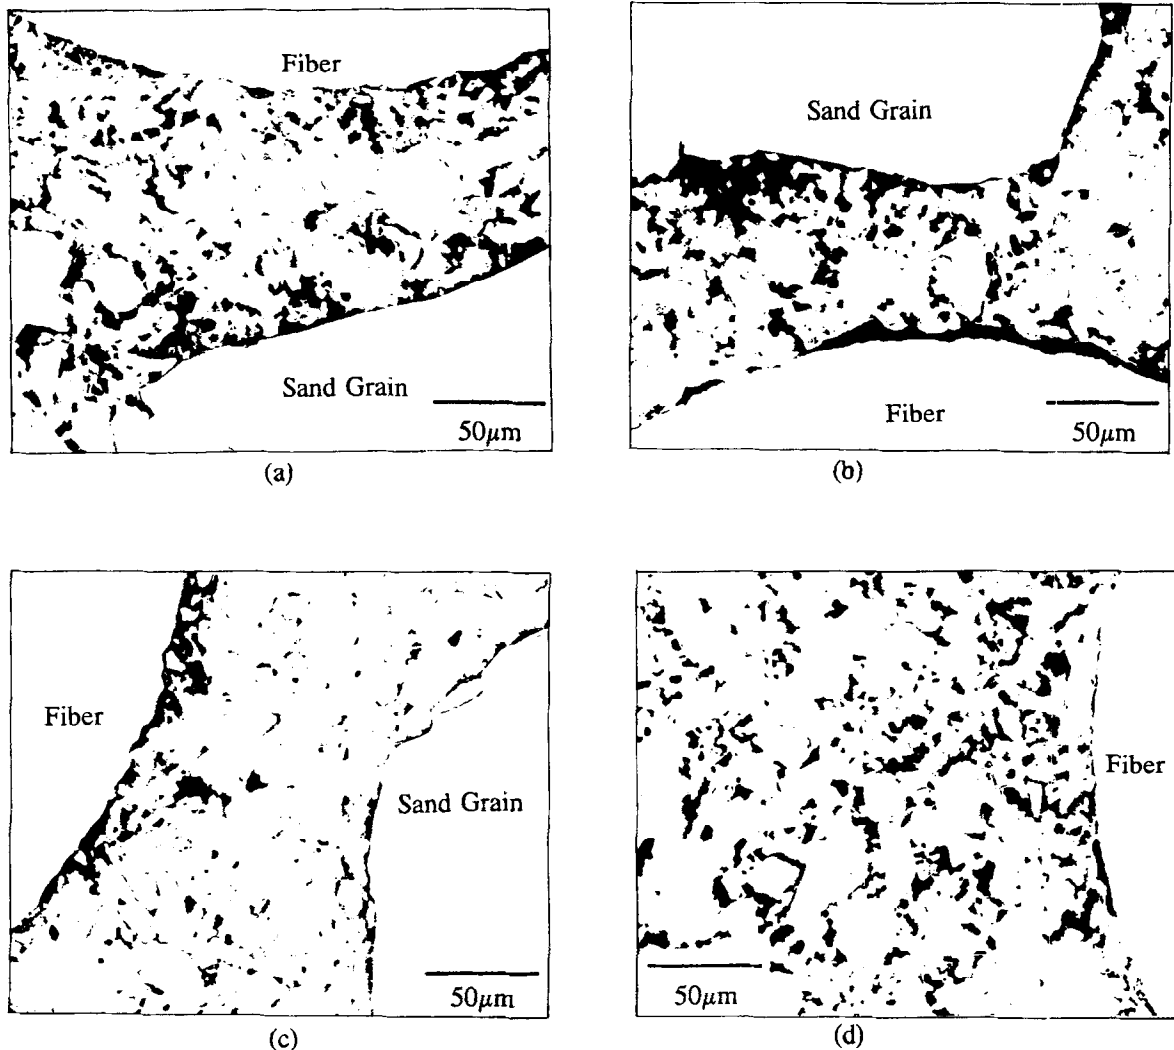 Fiber
Sand Grain
50μm
(a)
Sand Grain
Fiber
50μm
(b)
Fiber
Sand Grain
50μm
(c)
Fiber
50μm
(d)